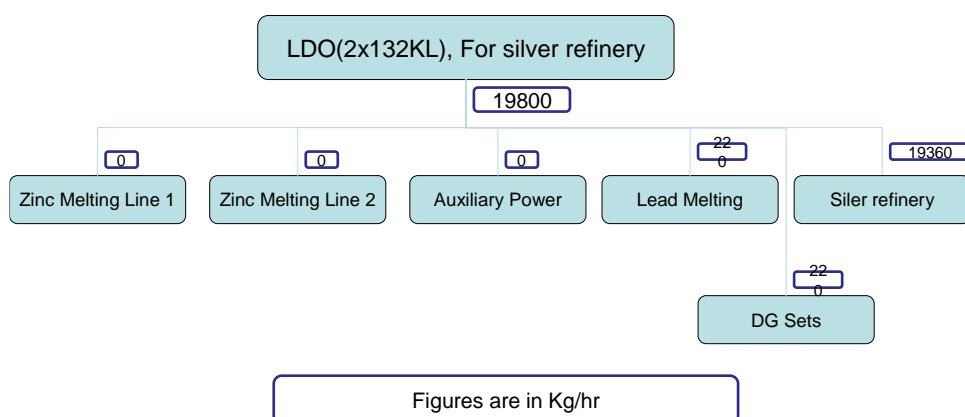 LDO(2x132KL), For silver refinery
19800
0
0
0
22
0
19360
Zinc Melting Line 1
Zinc Melting Line 2
Auxiliary Power
Lead Melting
Siler refinery
22
0
DG Sets
Figures are in Kg/hr